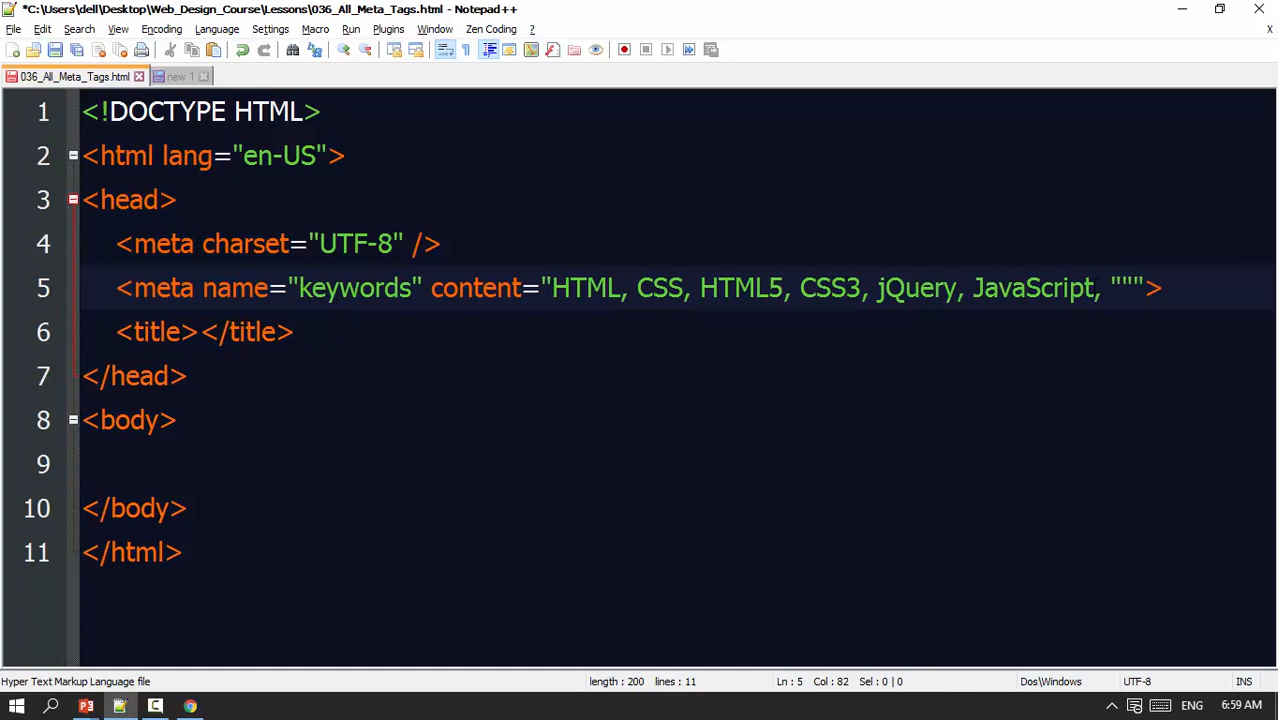 *C:\Users\dell\Desktop\Web_Design_Course\Lessons\036_All_Meta_Tags.html - Notepad++
File Edit Search View Encoding Language Settings Macro Run Plugins Window Zen Coding ? X
036_All_Meta_Tags.html new 1
1 <!DOCTYPE HTML>
2 <html lang="en-US">
3 <head>
4 <meta charset="UTF-8" />
5 <meta name="keywords" content="HTML, CSS, HTML5, CSS3, jQuery, JavaScript, """>
6 <title></title>
7 </head>
8 <body>
9
10 </body>
11 </html>
Hyper Text Markup Language file length : 200 lines : 11 Ln : 5 Col : 82 Sel : 0 | 0 Dos\Windows UTF-8 INS
ENG 6:59 AM